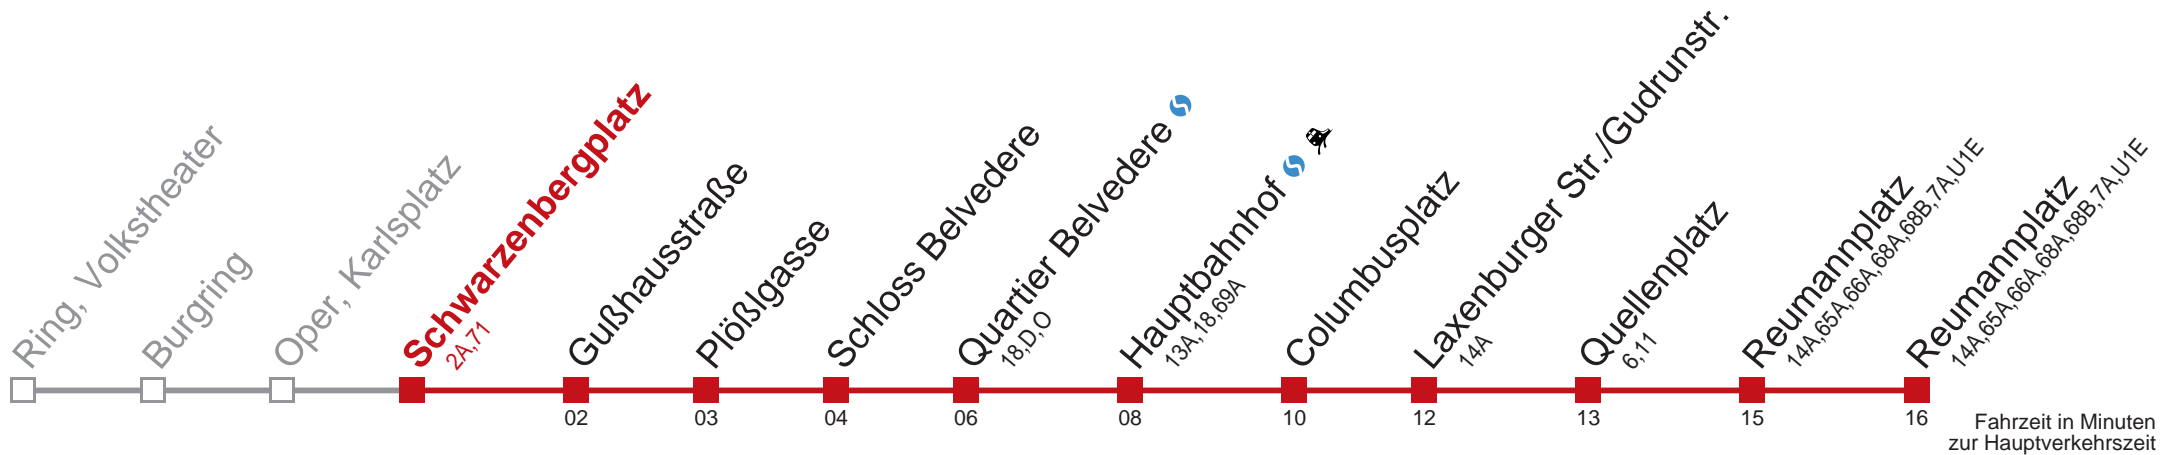 Ring, Volkstheater
Burgring
Oper, Karlsplatz
Schwarzenbergplatz
2A,71
Gußhausstraße
Plößlgasse
Schloss Belvedere
Quartier Belvedere
18,D,O
Hauptbahnhof
13A,18,69A
Columbusplatz
Laxenburger Str./Gudrunstr.
14A
Quellenplatz
6,11
Reumannplatz
14A,65A,66A,68A,68B,7A,U1E
Reumannplatz
14A,65A,66A,68A,68B,7A,U1E
02 03 04 06 08 10 12 13 15 16
Fahrzeit in Minuten
zur Hauptverkehrszeit